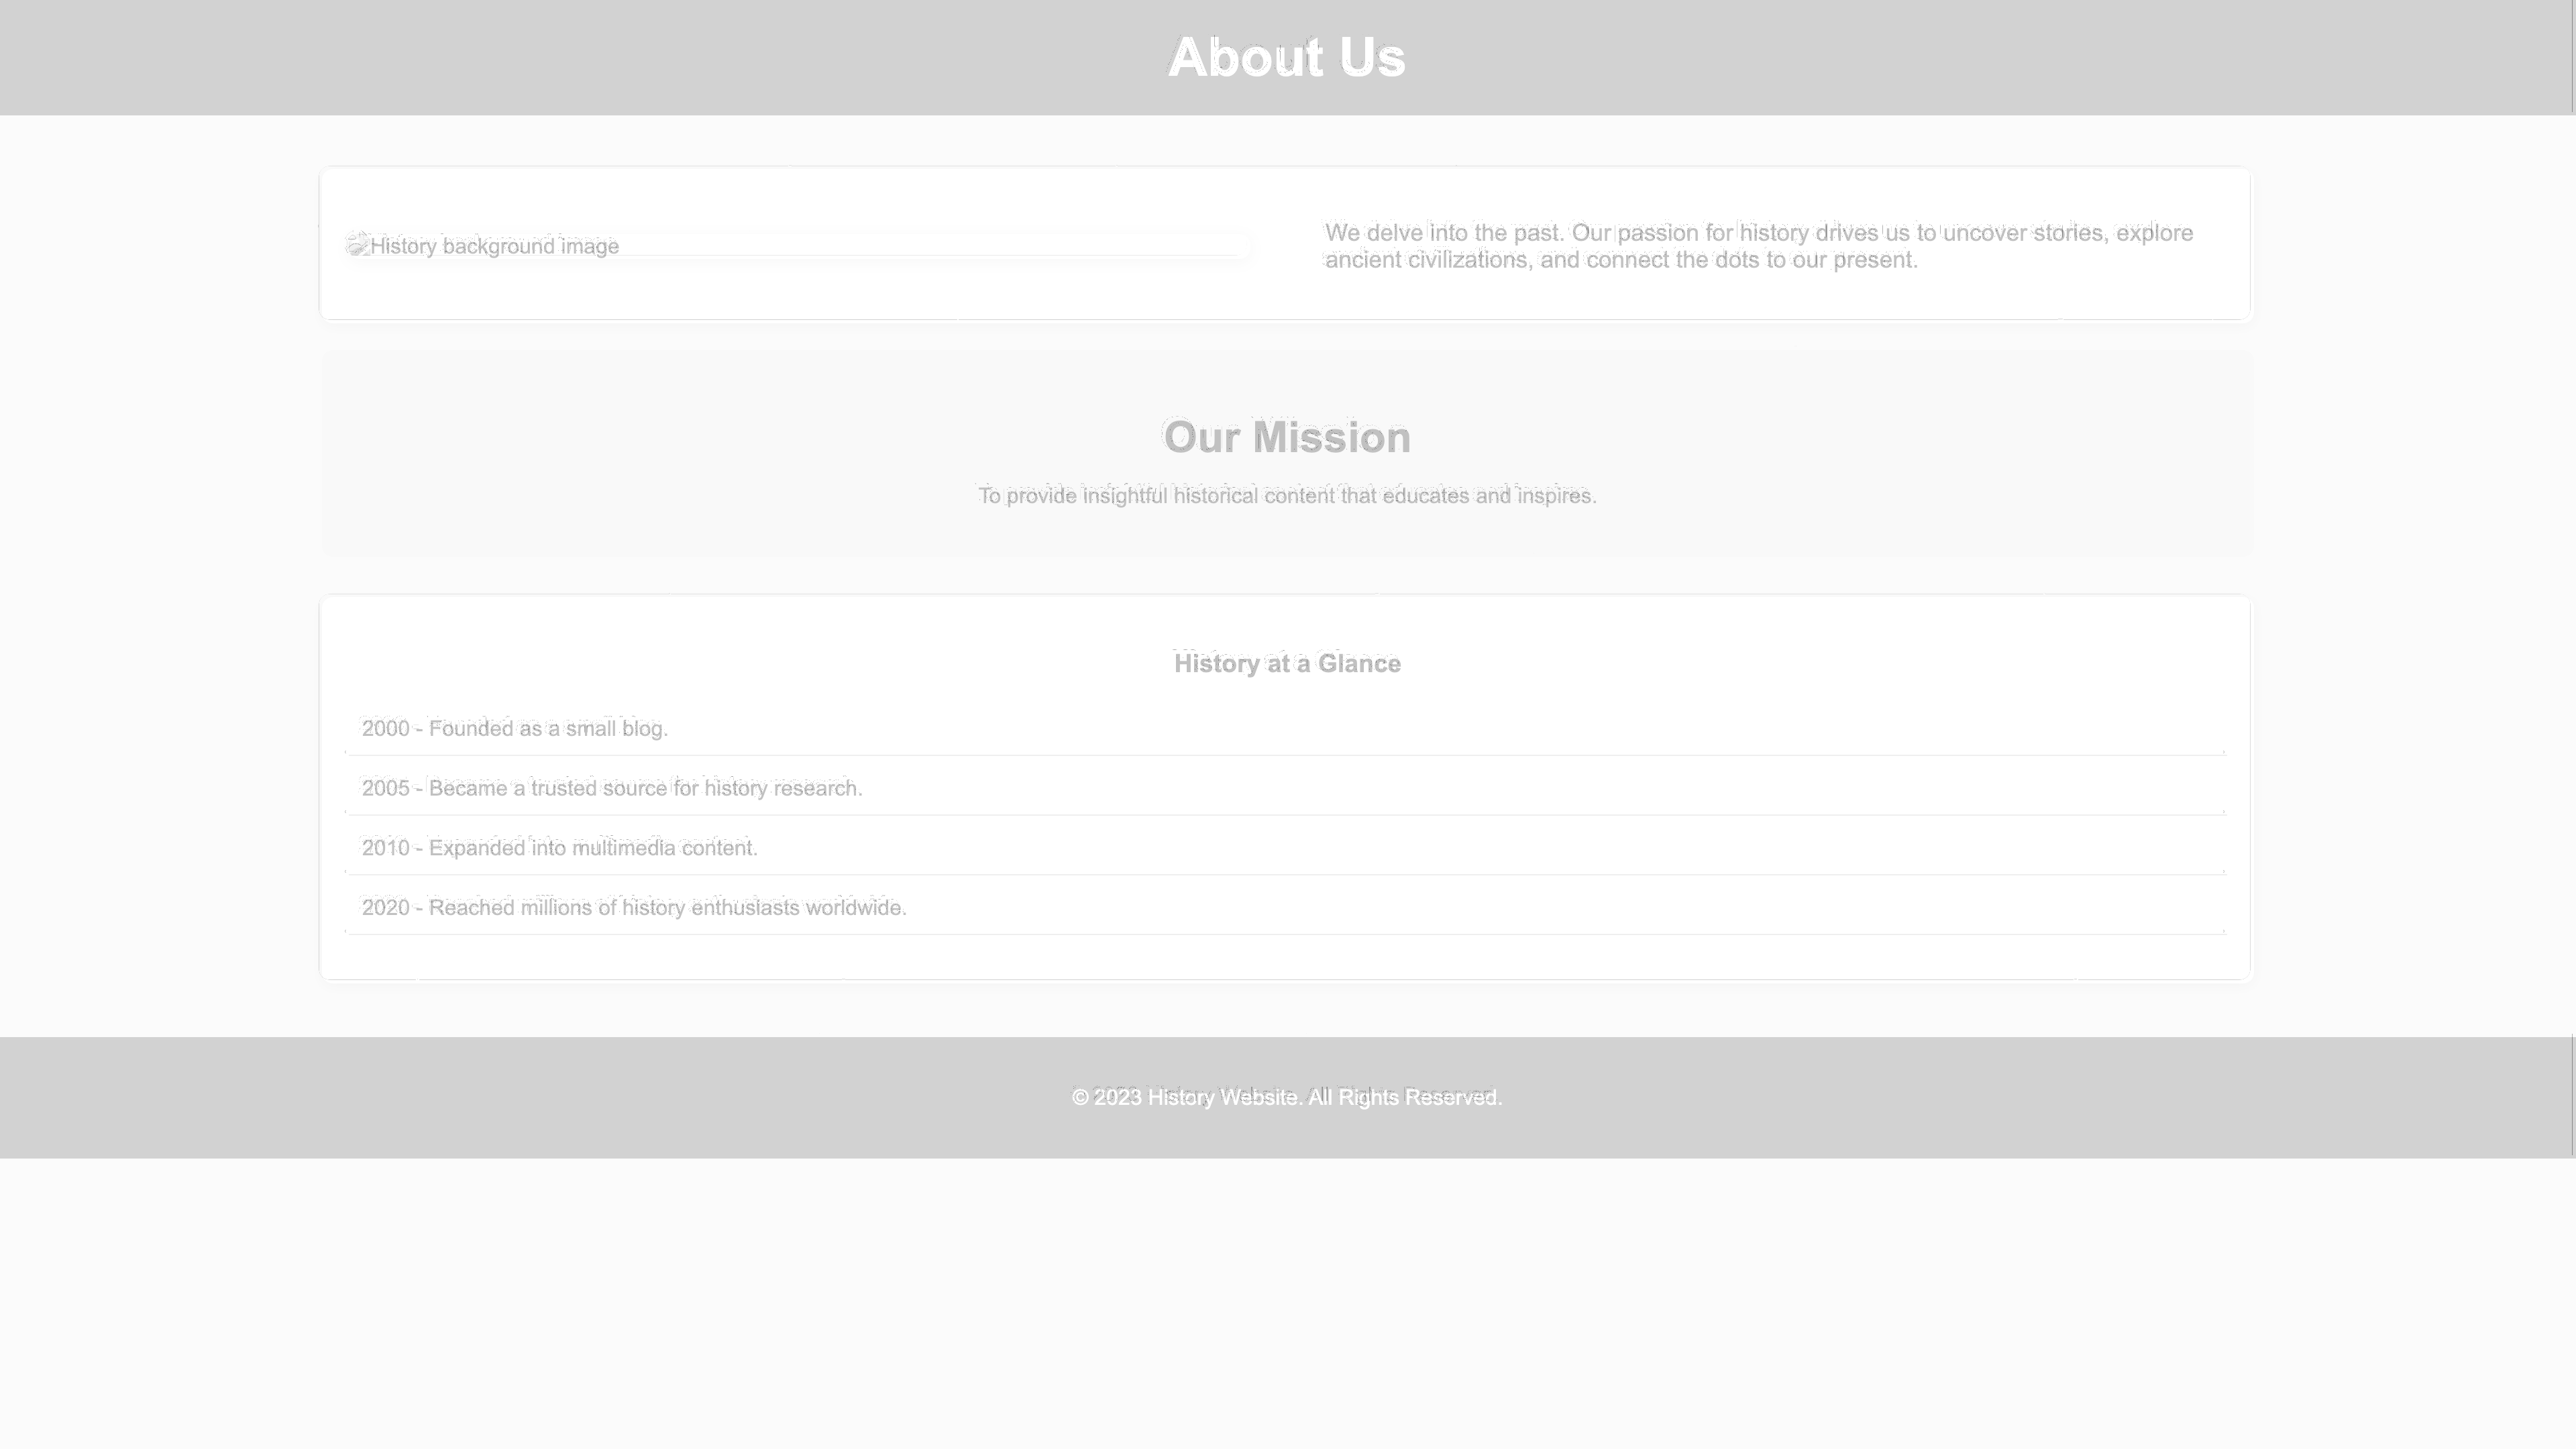 About Us
History background image
We delve into the past. Our passion for history drives us to uncover stories, explore
ancient civilizations, and connect the dots to our present.
Our Mission
To provide insightful historical content that educates and inspires.
History at a Glance
2000 - Founded as a small blog.
2005 - Became a trusted source for history research.
2010 - Expanded into multimedia content.
2020 - Reached millions of history enthusiasts worldwide.
© 2023 History Website. All Rights Reserved.